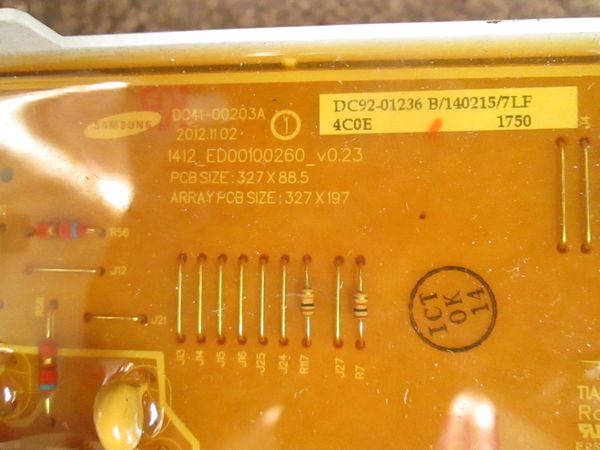 SAMSUNG
DC41-00203A
2012.11.02
1
1412_ED00100260_v0.23
PCB SIZE : 327 X 88.5
ARRAY PCB SIZE : 327 X 197
DC92-01236 B/140215/7LF
4C0E 1750
J4
R56
J12
J21
J13
J14
J15
J16
J25
J24
R117
J27
R7
ICT
OK
14
TIA